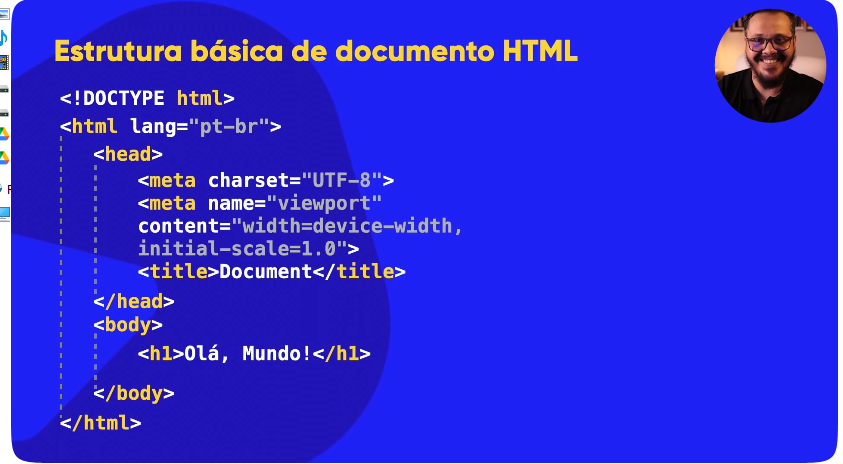 Estrutura básica de documento HTML
<!DOCTYPE html>
<html lang="pt-br">
<head>
<meta charset="UTF-8">
<meta name="viewport"
content="width=device-width,
initial-scale=1.0">
<title>Document</title>
</head>
<body>
<h1>Olá, Mundo!</h1>
</body>
</html>